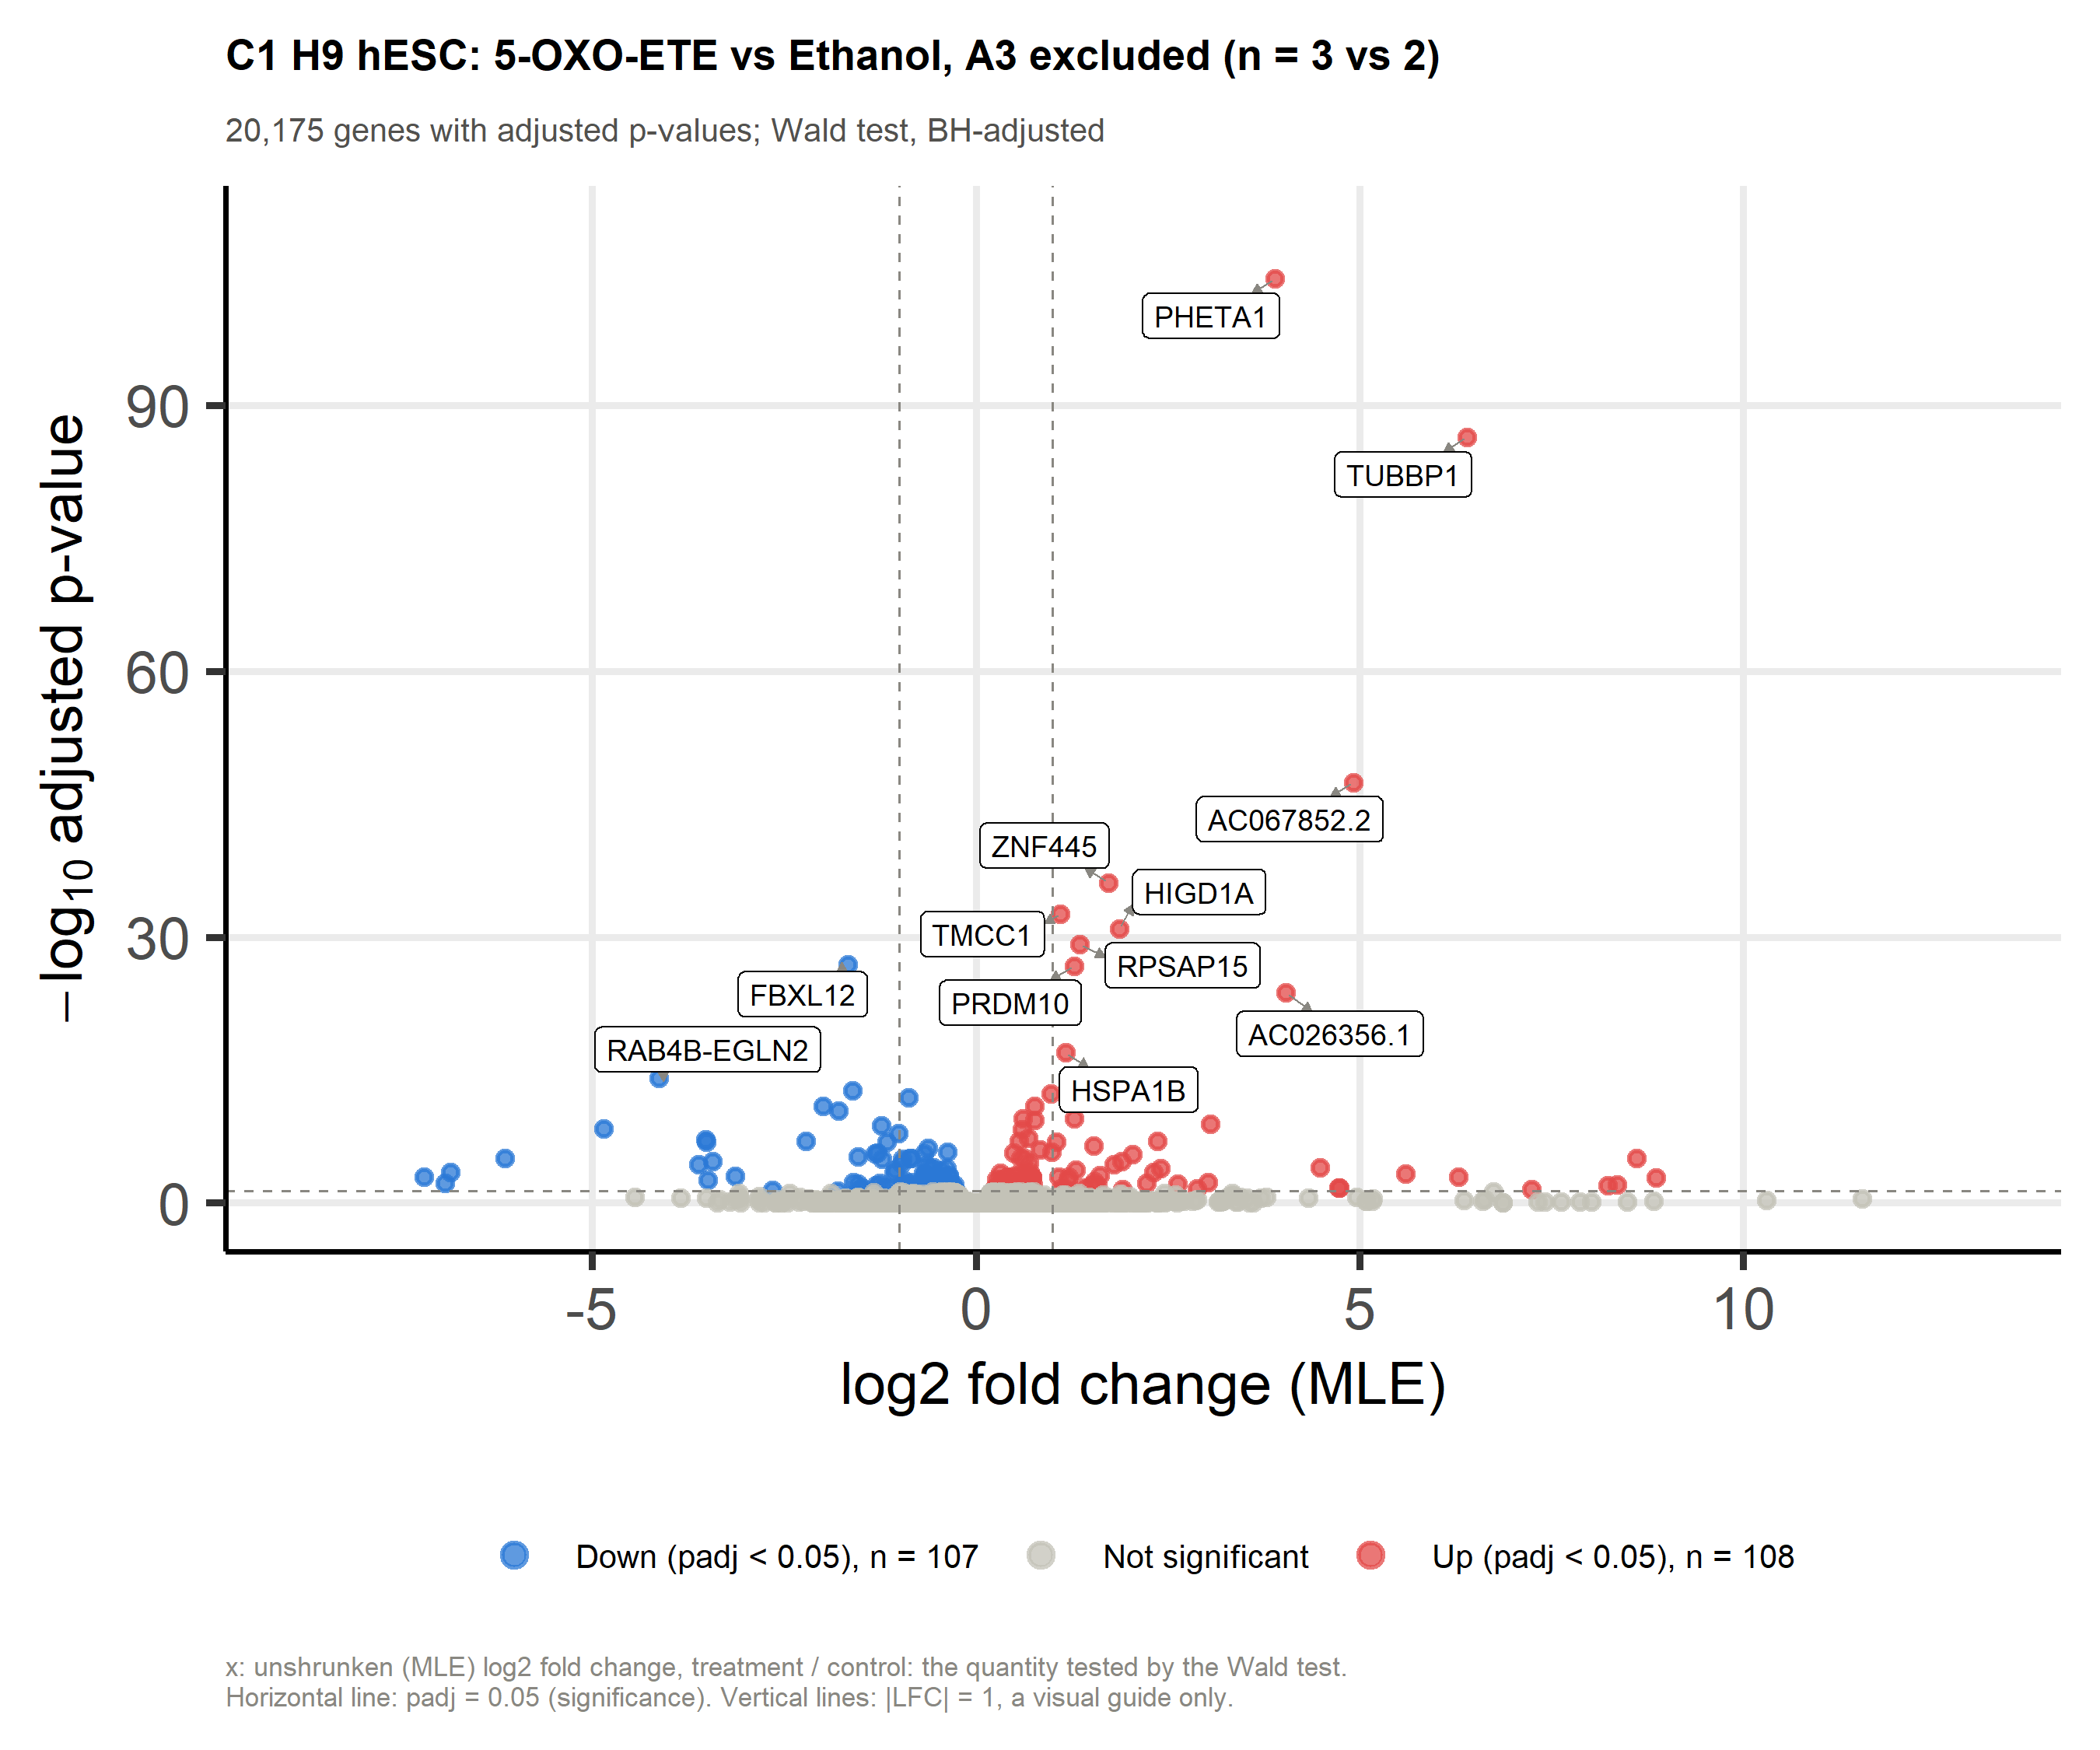 C1 H9 hESC: 5-OXO-ETE vs Ethanol, A3 excluded (n = 3 vs 2)
20,175 genes with adjusted p-values; Wald test, BH-adjusted
−log10 adjusted p-value
90
60
30
0
PHETA1
TUBBP1
AC067852.2
ZNF445
HIGD1A
TMCC1
RPSAP15
FBXL12
PRDM10
AC026356.1
RAB4B-EGLN2
HSPA1B
-5 0 5 10
log2 fold change (MLE)
Down (padj < 0.05), n = 107 Not significant Up (padj < 0.05), n = 108
x: unshrunken (MLE) log2 fold change, treatment / control: the quantity tested by the Wald test.
Horizontal line: padj = 0.05 (significance). Vertical lines: |LFC| = 1, a visual guide only.